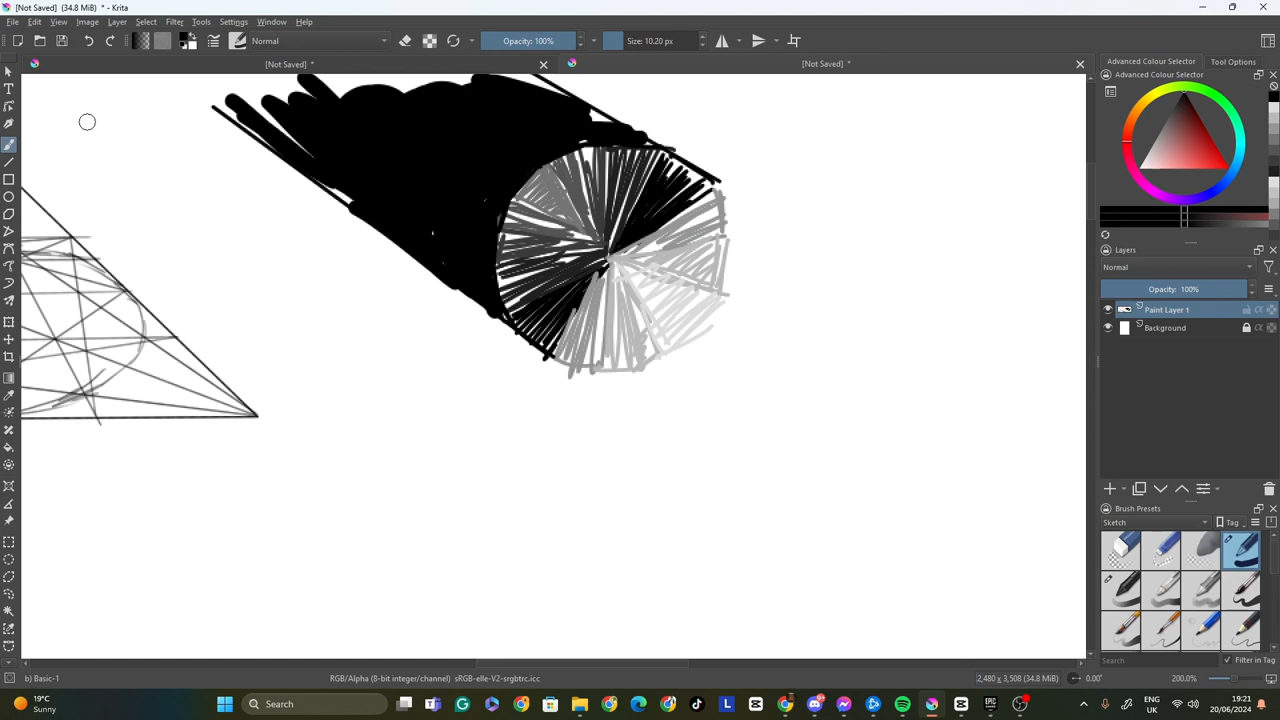 [Not Saved]  (34.8 MiB)  * - Krita
File Edit View Image Layer Select Filter Tools Settings Window Help
Normal Opacity: 100% Size: 10.20 px
[Not Saved] * [Not Saved] *
Advanced Colour Selector Tool Options
Advanced Colour Selector
Layers
Normal
Opacity:  100%
Paint Layer 1
Background
Brush Presets
Sketch Tag
Search Filter in Tag
b) Basic-1 RGB/Alpha (8-bit integer/channel)  sRGB-elle-V2-srgbtrc.icc 2,480 x 3,508 (34.8 MiB) 0.00° 200.0%
19°C
Sunny
Search
ENG
UK
19:21
20/06/2024